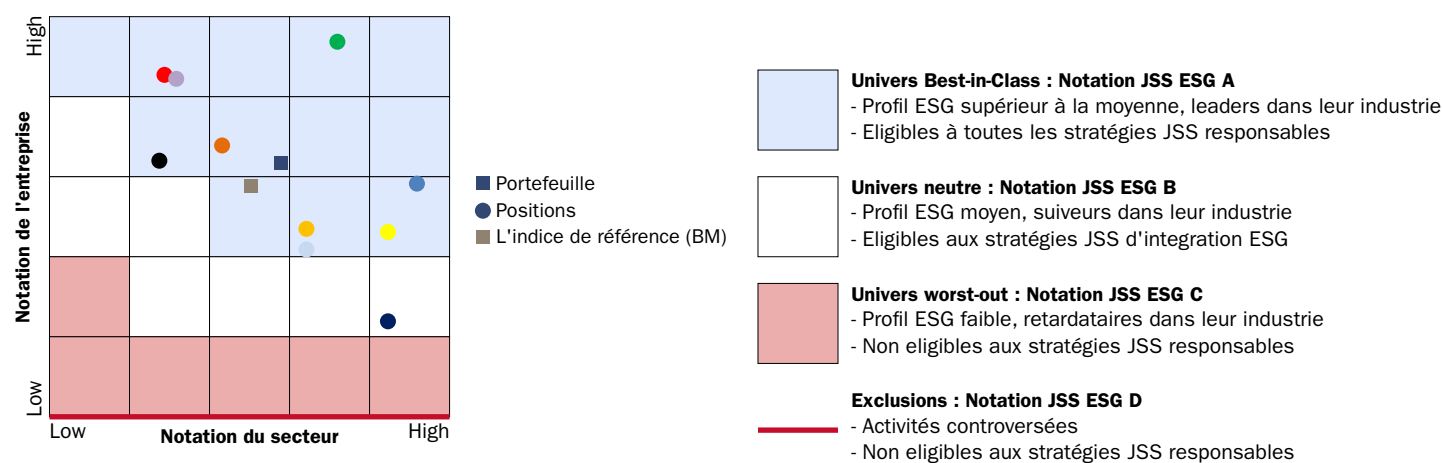 High
Notation de l'entreprise
Low
Low
Notation du secteur
High
Portefeuille
Positions
L'indice de référence (BM)
Univers Best-in-Class : Notation JSS ESG A
- Profil ESG supérieur à la moyenne, leaders dans leur industrie
- Eligibles à toutes les stratégies JSS responsables
Univers neutre : Notation JSS ESG B
- Profil ESG moyen, suiveurs dans leur industrie
- Eligibles aux stratégies JSS d'integration ESG
Univers worst-out : Notation JSS ESG C
- Profil ESG faible, retardataires dans leur industrie
- Non eligibles aux stratégies JSS responsables
Exclusions : Notation JSS ESG D
- Activités controversées
- Non eligibles aux stratégies JSS responsables